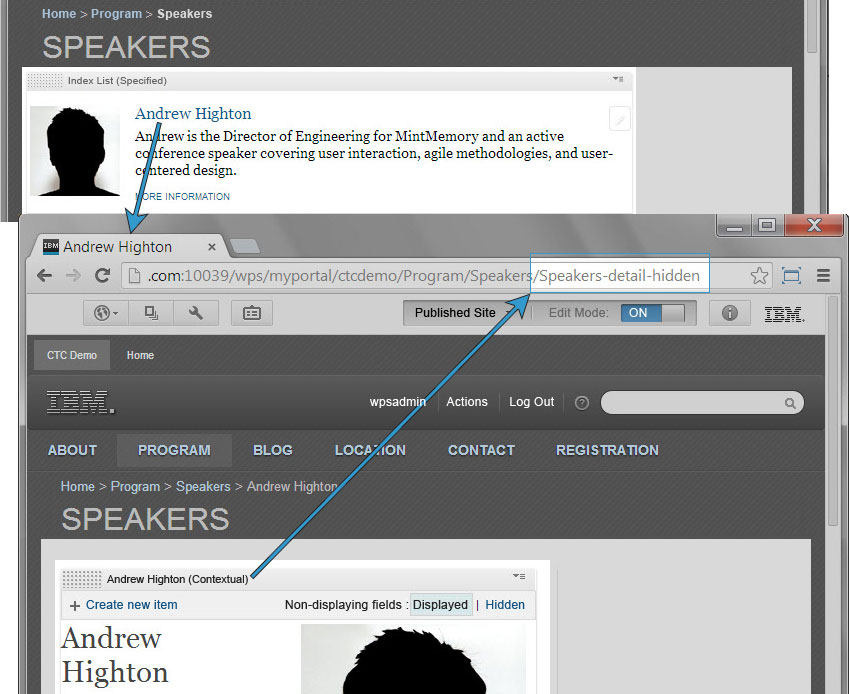 Home > Program > Speakers
SPEAKERS
Index List (Specified)
Andrew Highton
Andrew is the Director of Engineering for MintMemory and an active
conference speaker covering user interaction, agile methodologies, and user-
centered design.
MORE INFORMATION
IBM Andrew Highton ×
.com:10039/wps/myportal/ctcdemo/Program/Speakers/Speakers-detail-hidden
Published Site Edit Mode: ON IBM.
CTC Demo Home
IBM. wpsadmin Actions Log Out ?
ABOUT PROGRAM BLOG LOCATION CONTACT REGISTRATION
Home > Program > Speakers > Andrew Highton
SPEAKERS
Andrew Highton (Contextual)
+ Create new item Non-displaying fields : Displayed | Hidden
Andrew
Highton